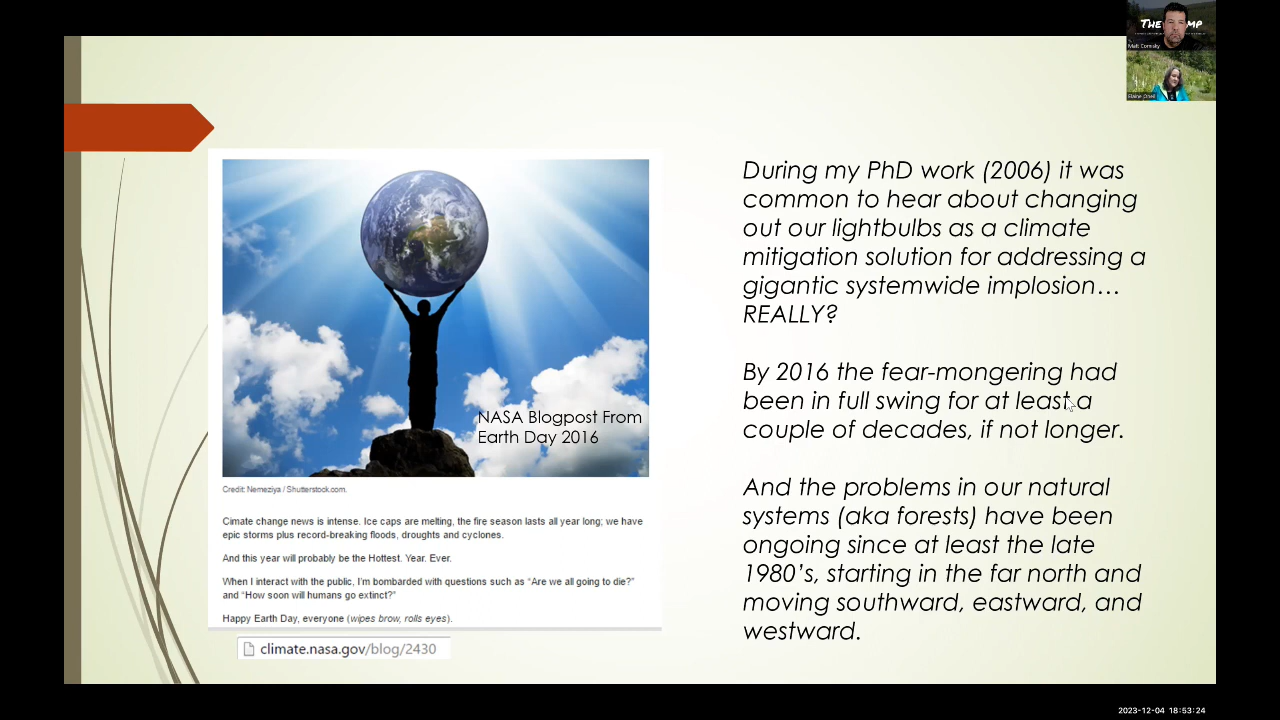 THE MP
Matt Comisky
Elaine Oneil
During my PhD work (2006) it was
common to hear about changing
out our lightbulbs as a climate
mitigation solution for addressing a
gigantic systemwide implosion…
REALLY?
By 2016 the fear-mongering had
been in full swing for at least a
couple of decades, if not longer.
And the problems in our natural
systems (aka forests) have been
ongoing since at least the late
1980's, starting in the far north and
moving southward, eastward, and
westward.
NASA Blogpost From
Earth Day 2016
Credit: Nemeziya / Shutterstock.com.
Cimate change news is intense. Ice caps are melting, the fire season lasts all year long; we have
epic storms plus record-breaking floods, droughts and cyclones.
And this year will probably be the Hottest. Year. Ever.
When I interact with the public, I'm bombarded with questions such as “Are we all going to die?”
and “How soon will humans go extinct?”
Happy Earth Day, everyone (wipes brow, rolls eyes).
climate.nasa.gov/blog/2430
2023-12-04 18:53:24